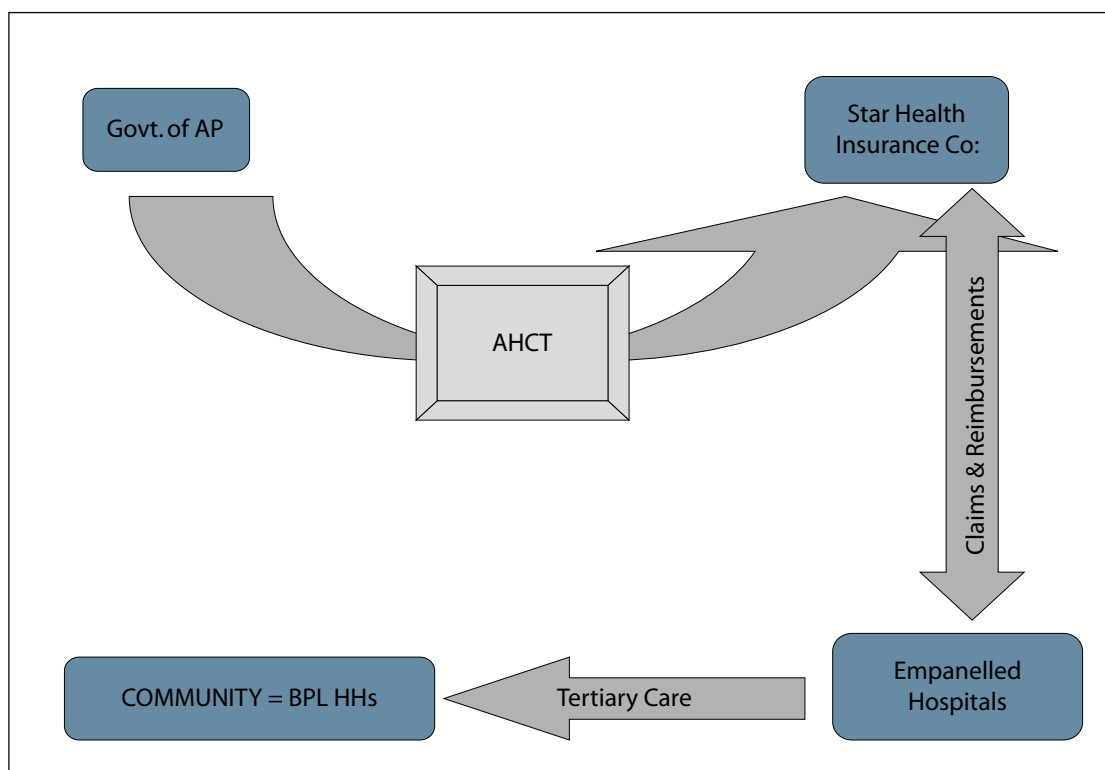 Govt. of AP
Star Health
Insurance Co:
AHCT
Claims & Reimbursements
COMMUNITY = BPL HHs
Tertiary Care
Empanelled
Hospitals